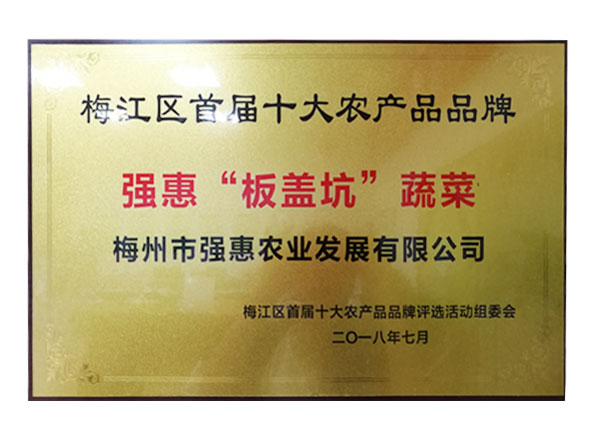 梅江区首届十大农产品品牌
强惠“板盖坑”蔬菜
梅州市强惠农业发展有限公司
梅江区首届十大农产品品牌评选活动组委会
二〇一八年七月